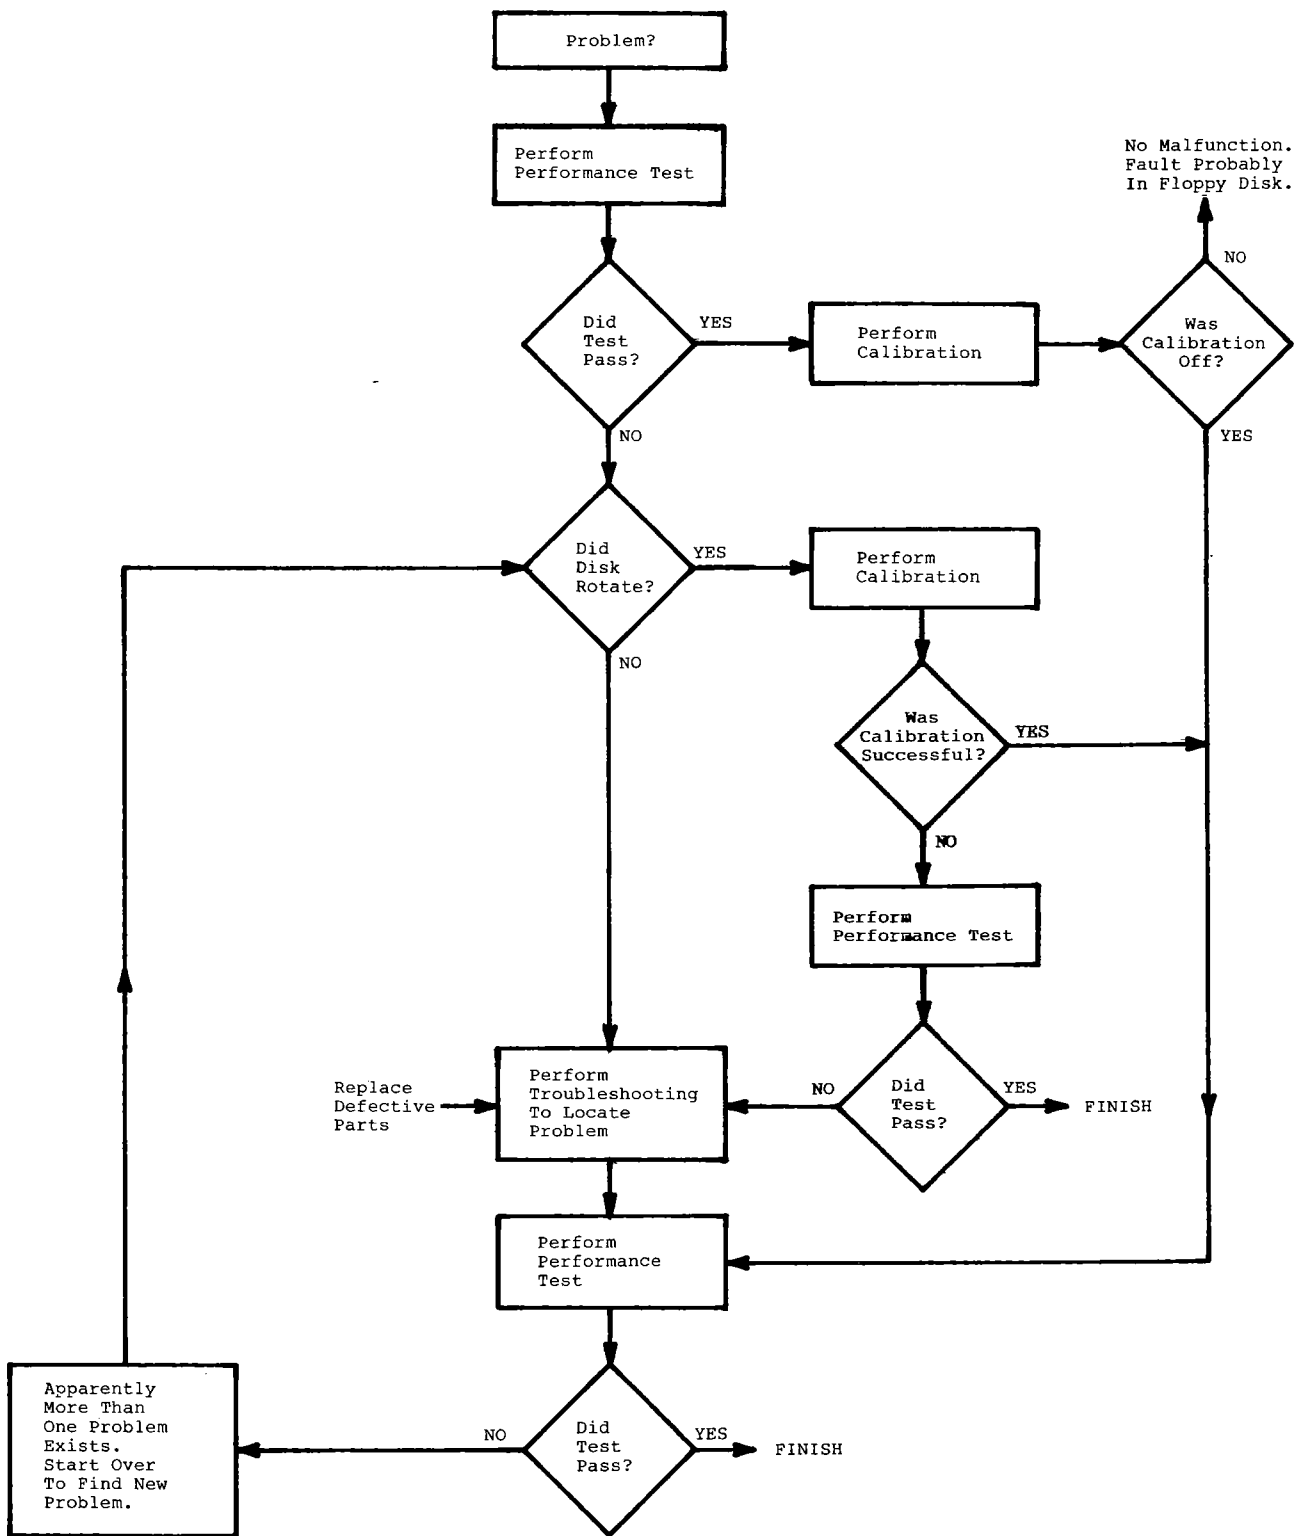 Problem?
Perform
Performance Test
No Malfunction.
Fault Probably
In Floppy Disk.
NO
Did
Test
Pass?
YES
Perform
Calibration
Was
Calibration
Off?
NO
YES
Did
Disk
Rotate?
YES
Perform
Calibration
NO
Was
Calibration
Successful?
YES
NO
Perform
Performance Test
Replace
Defective
Parts
Perform
Troubleshooting
To Locate
Problem
NO
Did
Test
Pass?
YES
FINISH
Perform
Performance
Test
Apparently
More Than
One Problem
Exists.
Start Over
To Find New
Problem.
NO
Did
Test
Pass?
YES
FINISH